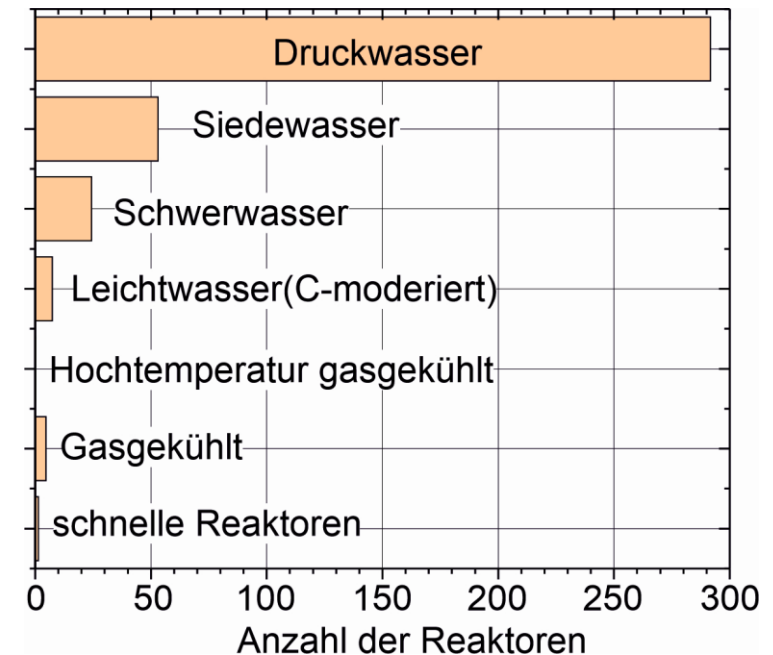 Druckwasser
Siedewasser
Schwerwasser
Leichtwasser(C-moderiert)
Hochtemperatur gasgekühlt
Gasgekühlt
schnelle Reaktoren
0 50 100 150 200 250 300
Anzahl der Reaktoren